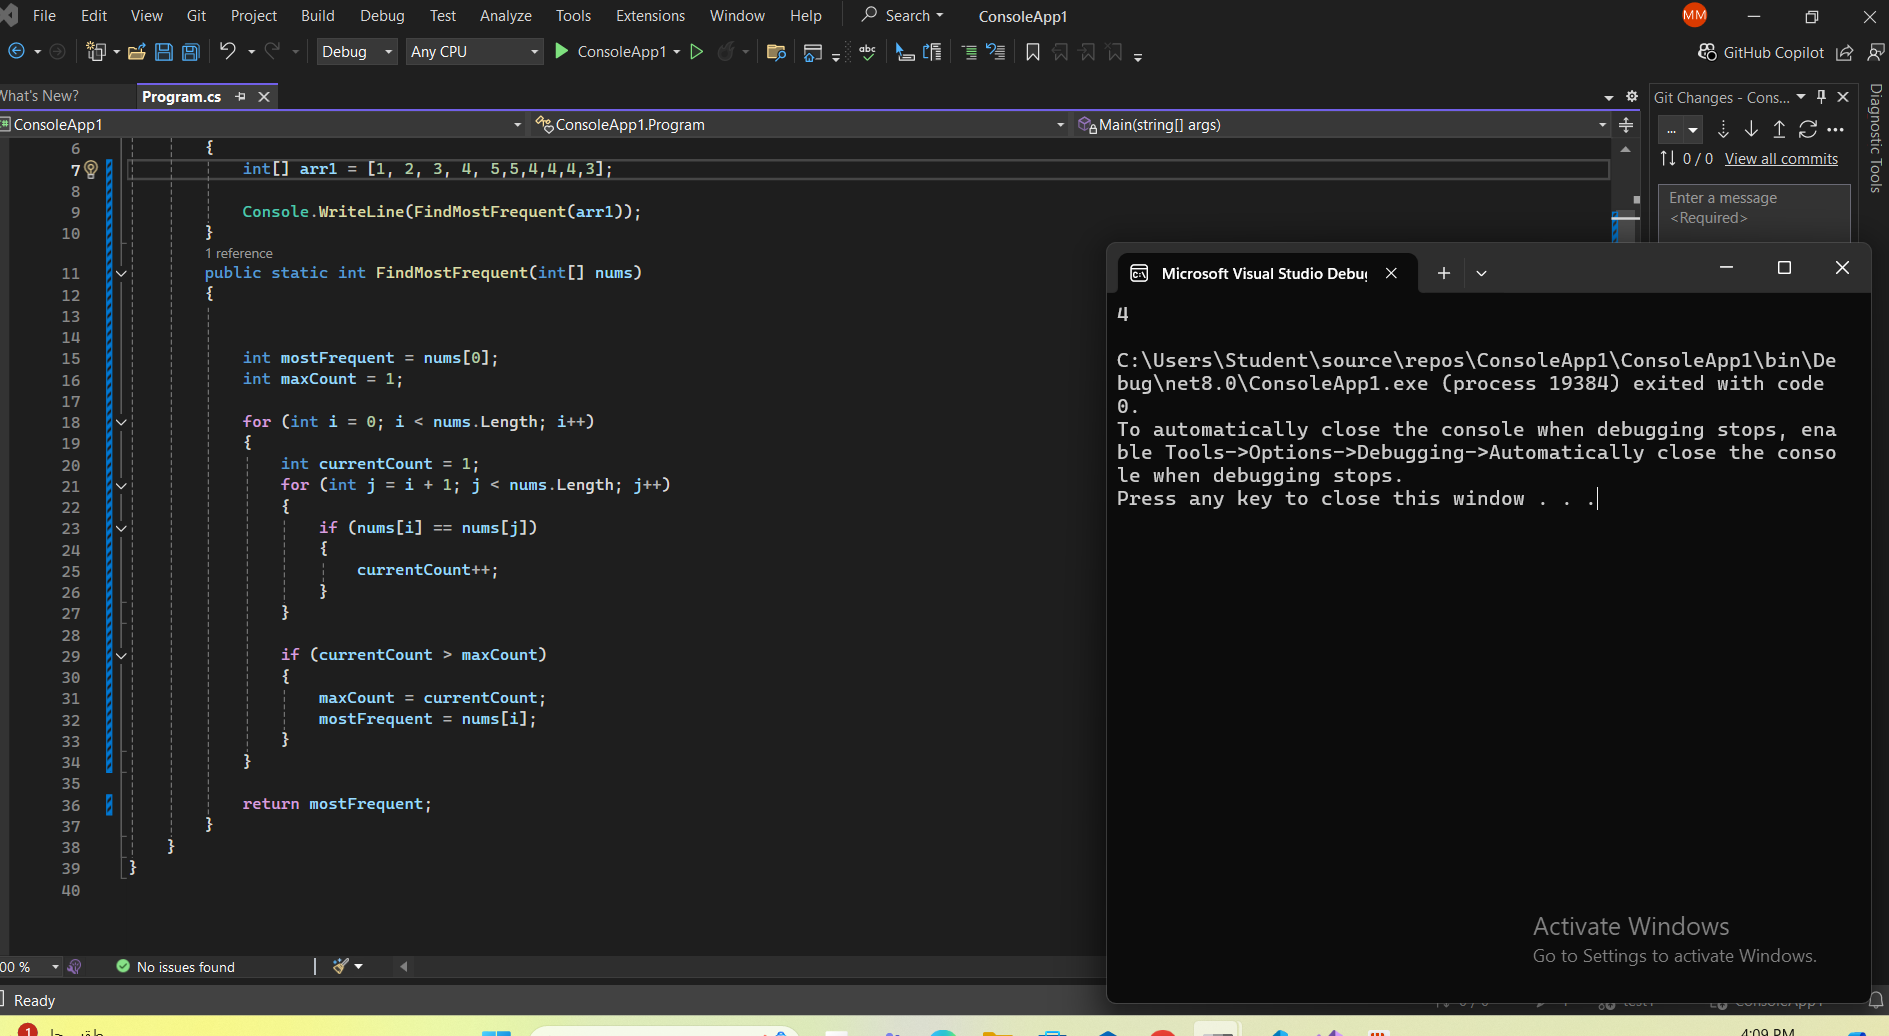 File Edit View Git Project Build Debug Test Analyze Tools Extensions Window Help Search ConsoleApp1 MM
Debug Any CPU ConsoleApp1 abc GitHub Copilot
What's New? Program.cs
ConsoleApp1 ConsoleApp1.Program Main(string[] args)
6 {
7 int[] arr1 = [1, 2, 3, 4, 5,5,4,4,4,3];
8
9 Console.WriteLine(FindMostFrequent(arr1));
10 }
1 reference
11 public static int FindMostFrequent(int[] nums)
12 {
13
14
15 int mostFrequent = nums[0];
16 int maxCount = 1;
17
18 for (int i = 0; i < nums.Length; i++)
19 {
20 int currentCount = 1;
21 for (int j = i + 1; j < nums.Length; j++)
22 {
23 if (nums[i] == nums[j])
24 {
25 currentCount++;
26 }
27 }
28
29 if (currentCount > maxCount)
30 {
31 maxCount = currentCount;
32 mostFrequent = nums[i];
33 }
34 }
35
36 return mostFrequent;
37 }
38 }
39 }
40
00 % No issues found
Ready
Git Changes - Cons...
...
0 / 0 View all commits
Enter a message
<Required>
Diagnostic Tools
Microsoft Visual Studio Debu
4
C:\Users\Student\source\repos\ConsoleApp1\ConsoleApp1\bin\De
bug\net8.0\ConsoleApp1.exe (process 19384) exited with code
0.
To automatically close the console when debugging stops, ena
ble Tools->Options->Debugging->Automatically close the conso
le when debugging stops.
Press any key to close this window . . .
Activate Windows
Go to Settings to activate Windows.
1
4:09 PM